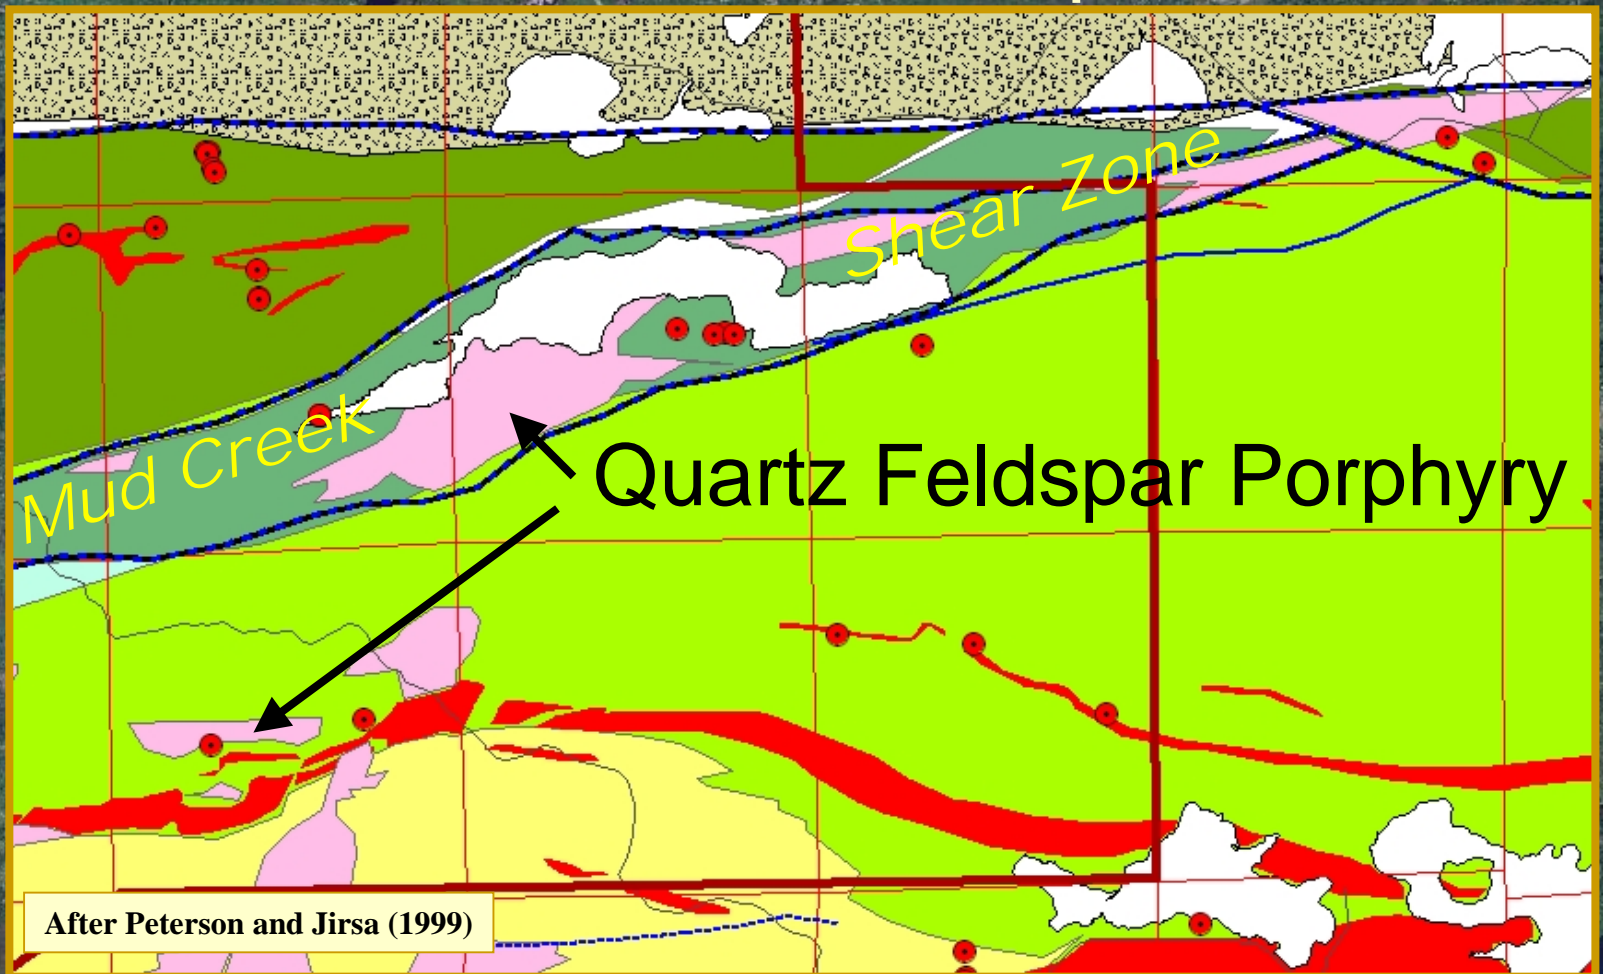 Shear Zone
Mud Creek
Quartz Feldspar Porphyry
After Peterson and Jirsa (1999)